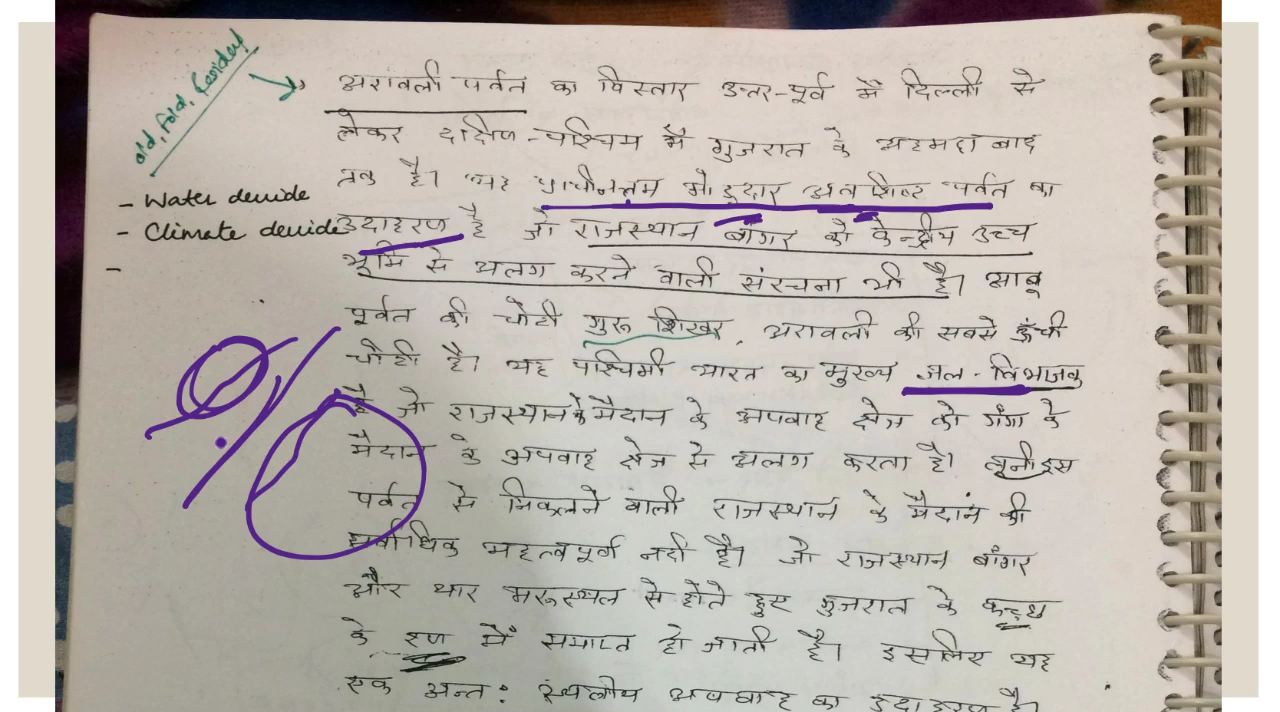 old, Fold, Residual
अरावली पर्वत का विस्तार उत्तर-पूर्व में दिल्ली से
लेकर दक्षिण-पश्चिम में गुजरात के अहमदाबाद
तक है। यह प्राचीनतम मोड़दार अवशिष्ट पर्वत का
- Water devide
- Climate devide
उदाहरण है जो राजस्थान बाँगर को केन्द्रीय उच्च
भूमि से अलग करने वाली संरचना भी है। आबू
-
पर्वत की चोटी गुरु शिखर, अरावली की सबसे ऊँची
चोटी है। यह पश्चिमी भारत का मुख्य जल-विभाजक
है जो राजस्थान के मैदान के अपवाह क्षेत्र को गंगा के
मैदान के अपवाह क्षेत्र से अलग करता है। लूनी इस
पर्वत से निकलने वाली राजस्थान के मैदान की
सर्वाधिक महत्वपूर्ण नदी है। जो राजस्थान बाँगर
और थार मरुस्थल से होते हुए गुजरात के कच्छ
के रण में समाप्त हो जाती है। इसलिए यह
एक अन्त: स्थलीय अपवाह का उदाहरण है।